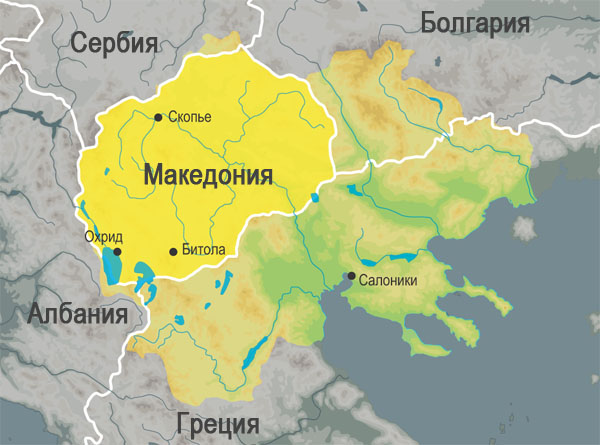 Болгария
Сербия
Скопье
Македония
Охрид
Битола
Салоники
Албания
Греция